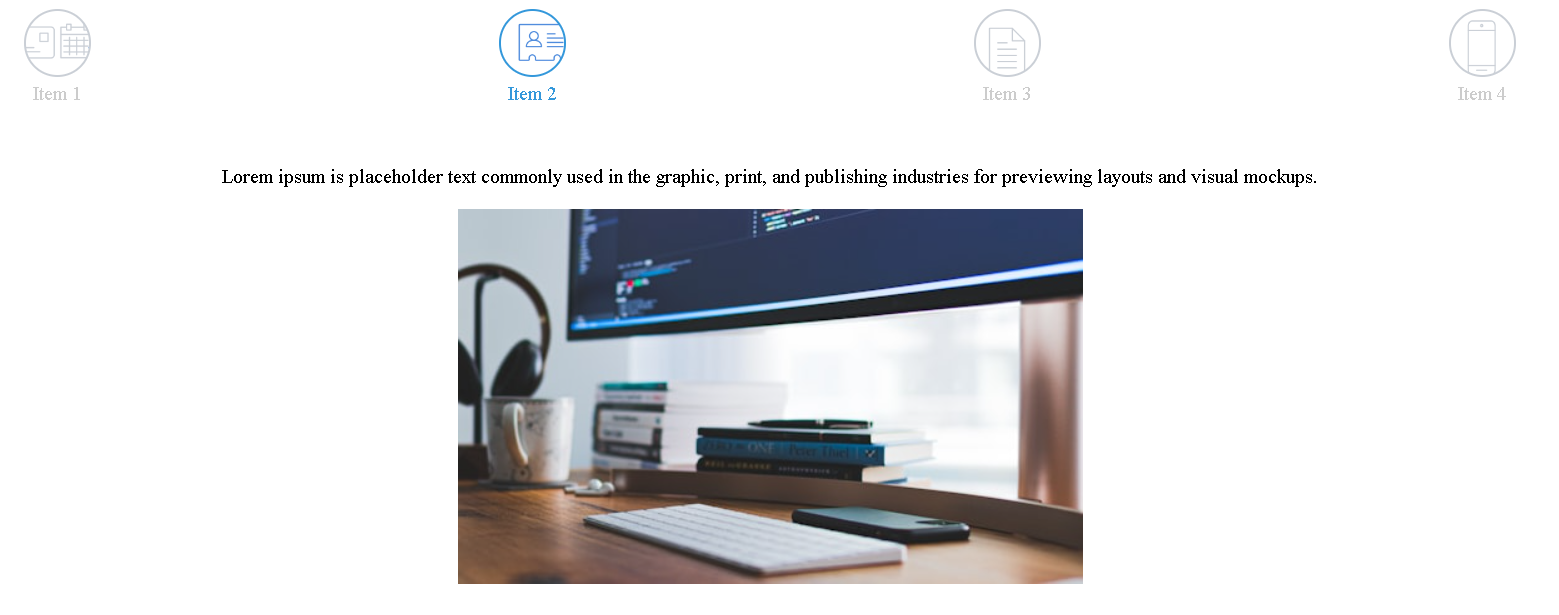 Item 1
Item 2
Item 3
Item 4
Lorem ipsum is placeholder text commonly used in the graphic, print, and publishing industries for previewing layouts and visual mockups.
ZERO TO ONE Peter Thiel